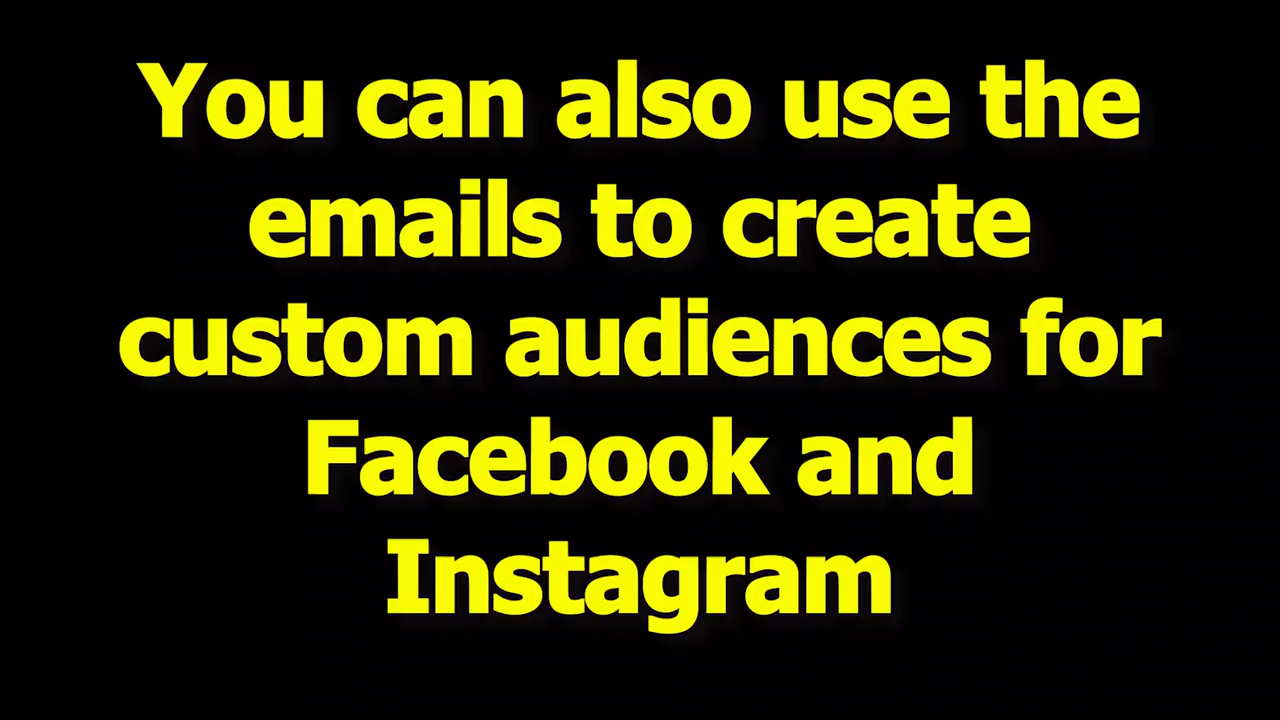 You can also use the
emails to create
custom audiences for
Facebook and
Instagram